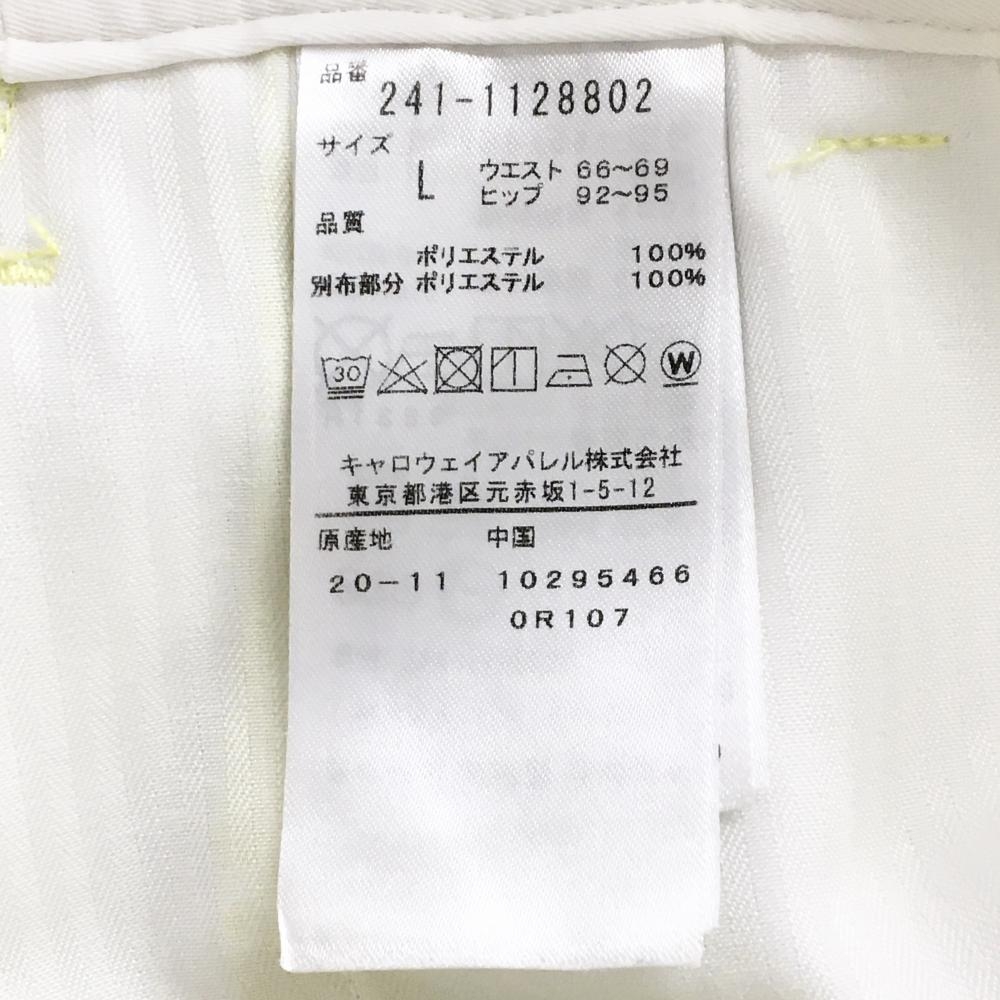 品番
241-1128802
サイズ
L ウエスト 66～69
ヒップ 92～95
品質
ポリエステル 100%
別布部分 ポリエステル 100%
30 W
キャロウェイアパレル株式会社
東京都港区元赤坂1-5-12
原産地 中国
20-11 10295466
0R107